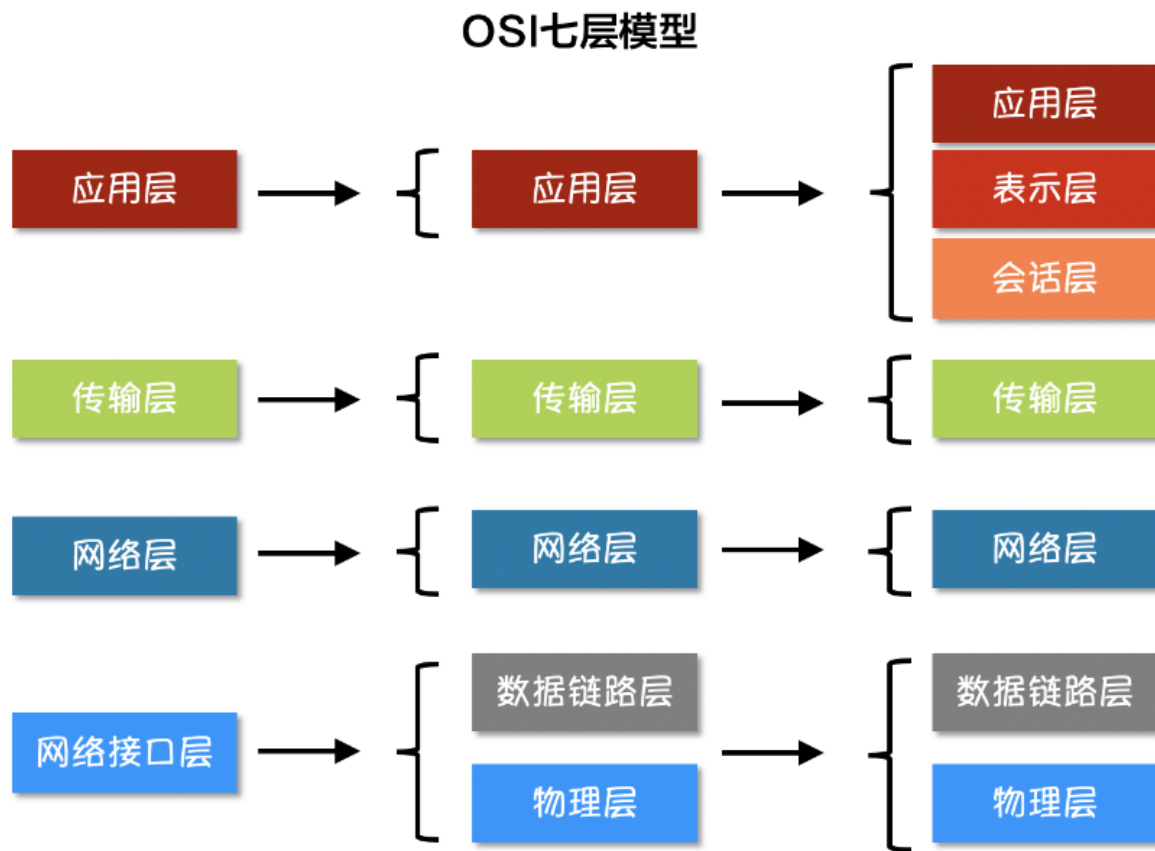 OSI七层模型
应用层
传输层
网络层
网络接口层
应用层
传输层
网络层
数据链路层
物理层
应用层
表示层
会话层
传输层
网络层
数据链路层
物理层